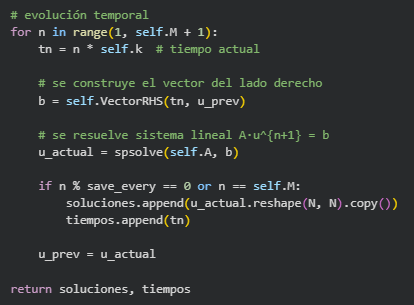 # evolución temporal
for n in range(1, self.M + 1):
    tn = n * self.k  # tiempo actual

    # se construye el vector del lado derecho
    b = self.VectorRHS(tn, u_prev)

    # se resuelve sistema lineal A·u^{n+1} = b
    u_actual = spsolve(self.A, b)

    if n % save_every == 0 or n == self.M:
        soluciones.append(u_actual.reshape(N, N).copy())
        tiempos.append(tn)

    u_prev = u_actual

return soluciones, tiempos